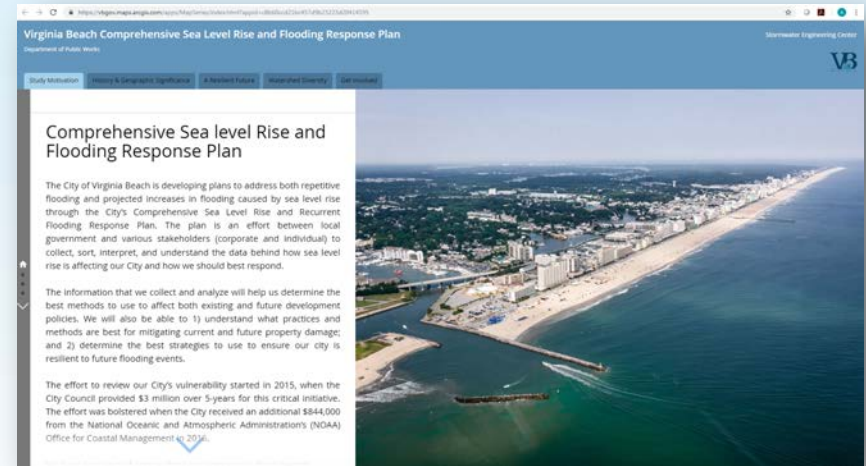 Virginia Beach Comprehensive Sea Level Rise and Flooding Response Plan
Department of Public Works
Stormwater Engineering Center
VB
Study Motivation
History & Geographic Significance
A Resilient Future
Watershed Diversity
Get Involved
Comprehensive Sea level Rise and
Flooding Response Plan
The City of Virginia Beach is developing plans to address both repetitive
flooding and projected increases in flooding caused by sea level rise
through the City's Comprehensive Sea Level Rise and Recurrent
Flooding Response Plan. The plan is an effort between local
government and various stakeholders (corporate and individual) to
collect, sort, interpret, and understand the data behind how sea level
rise is affecting our City and how we should best respond.
The information that we collect and analyze will help us determine the
best methods to use to affect both existing and future development
policies. We will also be able to 1) understand what practices and
methods are best for mitigating current and future property damage;
and 2) determine the best strategies to use to ensure our city is
resilient to future flooding events.
The effort to review our City's vulnerability started in 2015, when the
City Council provided $3 million over 5-years for this critical initiative.
The effort was bolstered when the City received an additional $844,000
from the National Oceanic and Atmospheric Administration's (NOAA)
Office for Coastal Management in 2016.